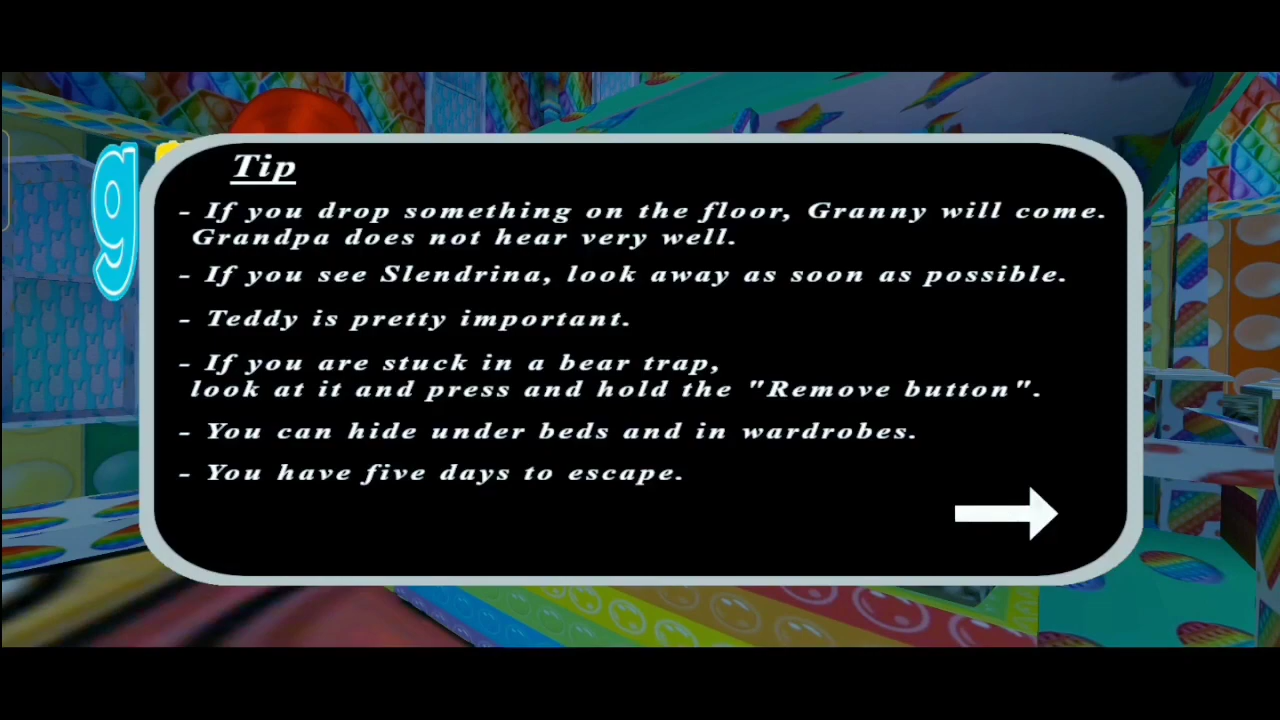 g
Tip
- If you drop something on the floor, Granny will come.
Grandpa does not hear very well.
- If you see Slendrina, look away as soon as possible.
- Teddy is pretty important.
- If you are stuck in a bear trap,
look at it and press and hold the "Remove button".
- You can hide under beds and in wardrobes.
- You have five days to escape.